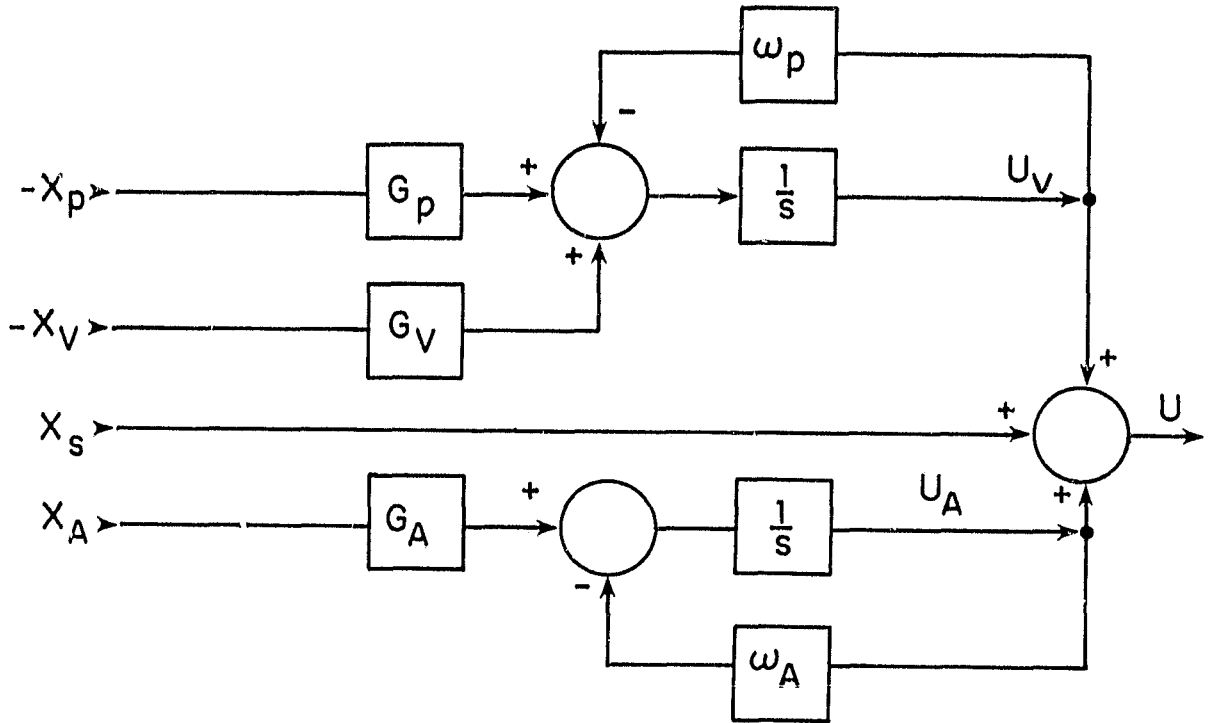 ωp
-
-Xp
Gp
+
1/s
UV
+
-XV
GV
+
Xs
+
U
XA
GA
+
1/s
UA
+
-
ωA